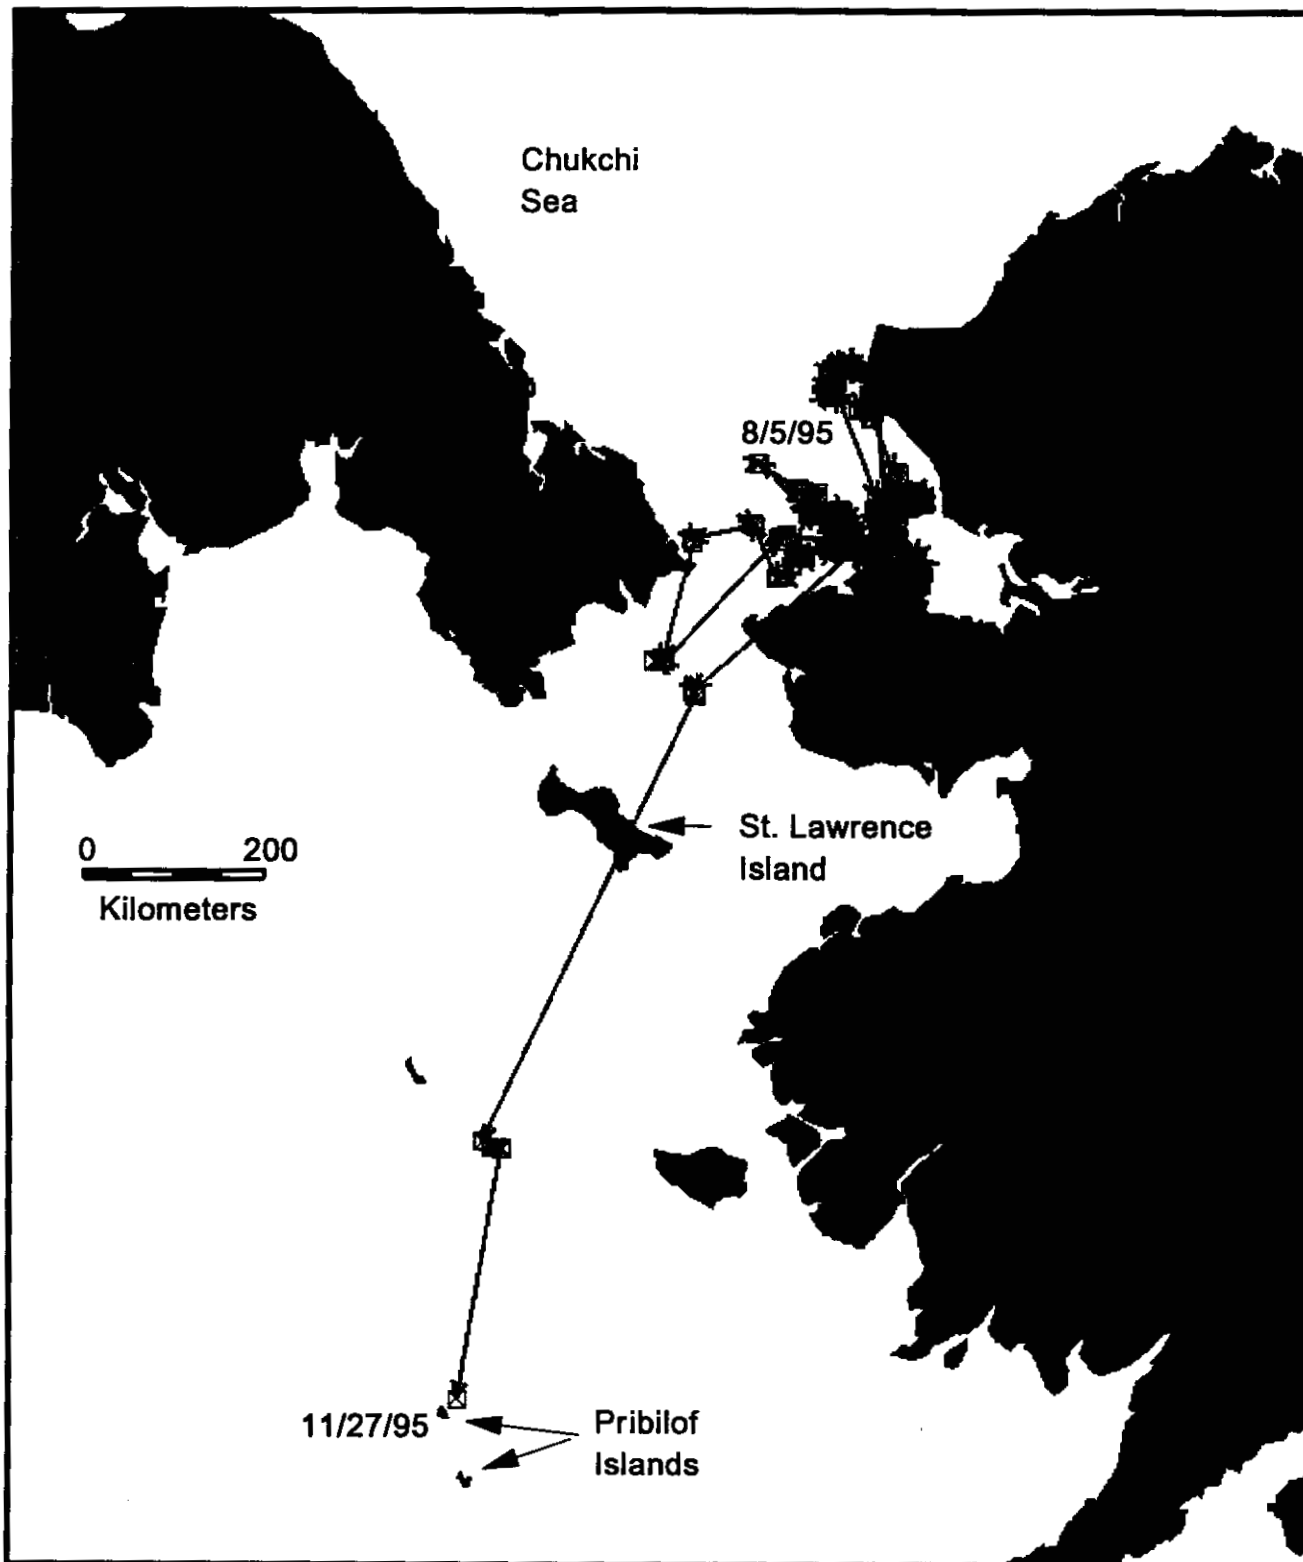 Chukchi
Sea
8/5/95
St. Lawrence
Island
0 200
Kilometers
11/27/95
Pribilof
Islands